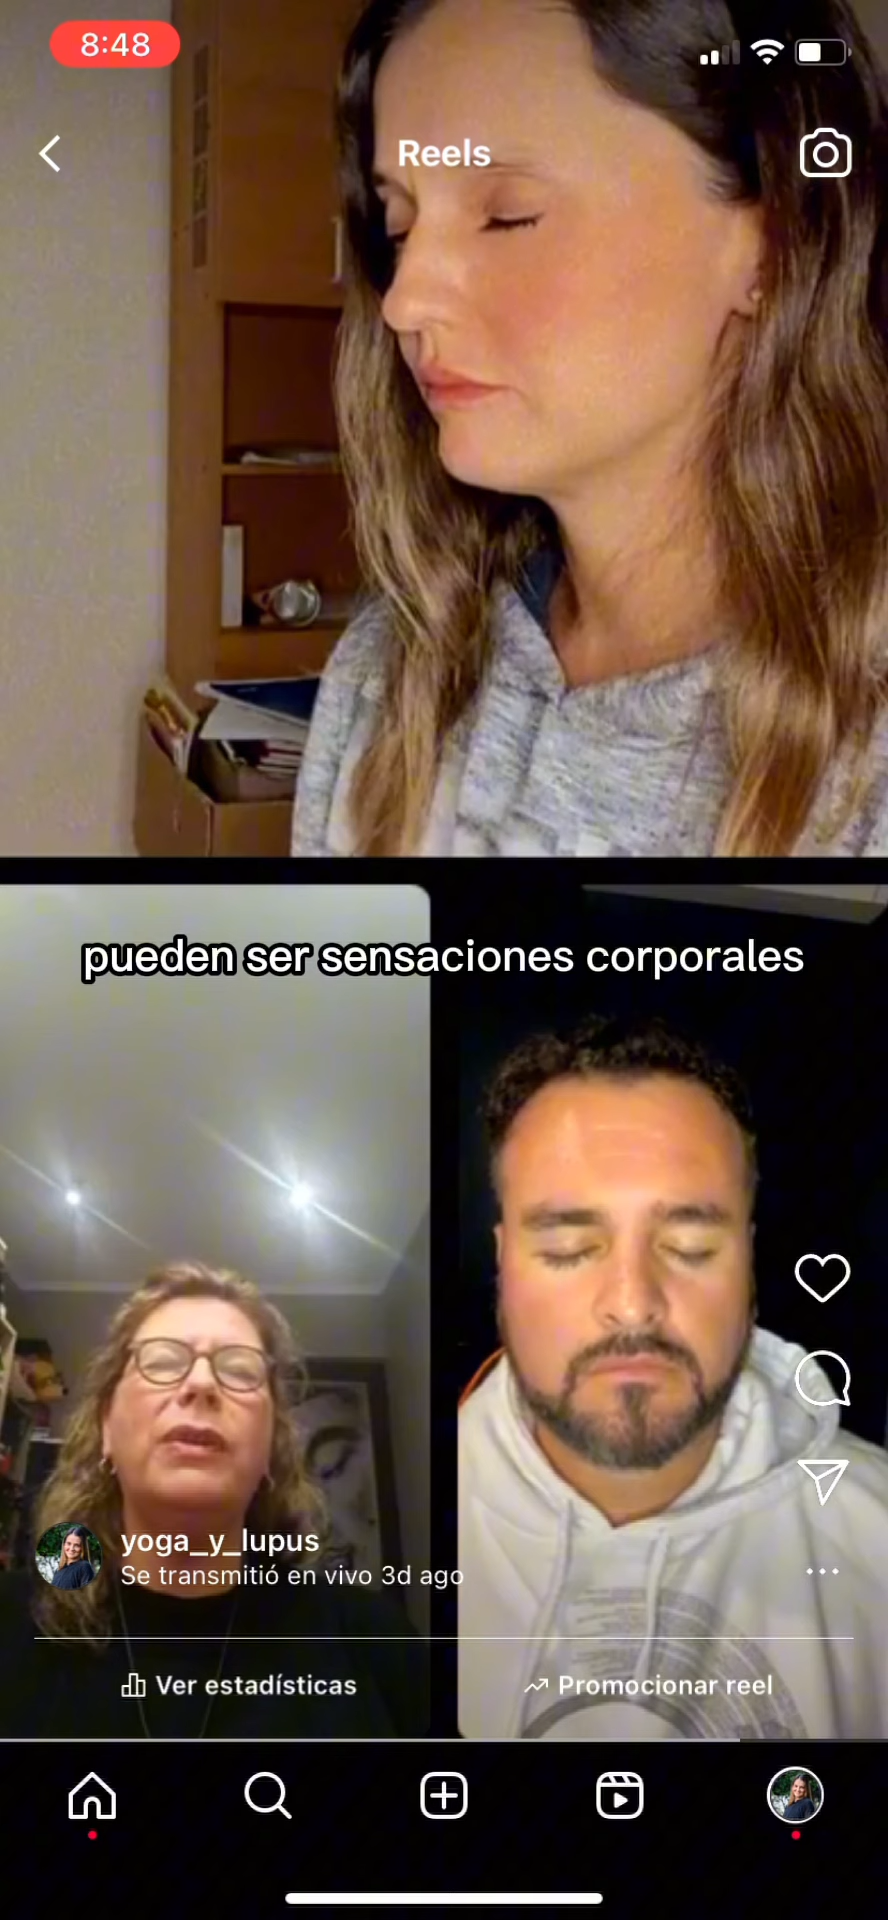 8:48
Reels
pueden ser sensaciones corporales
yoga_y_lupus
Se transmitió en vivo 3d ago
Ver estadísticas
Promocionar reel